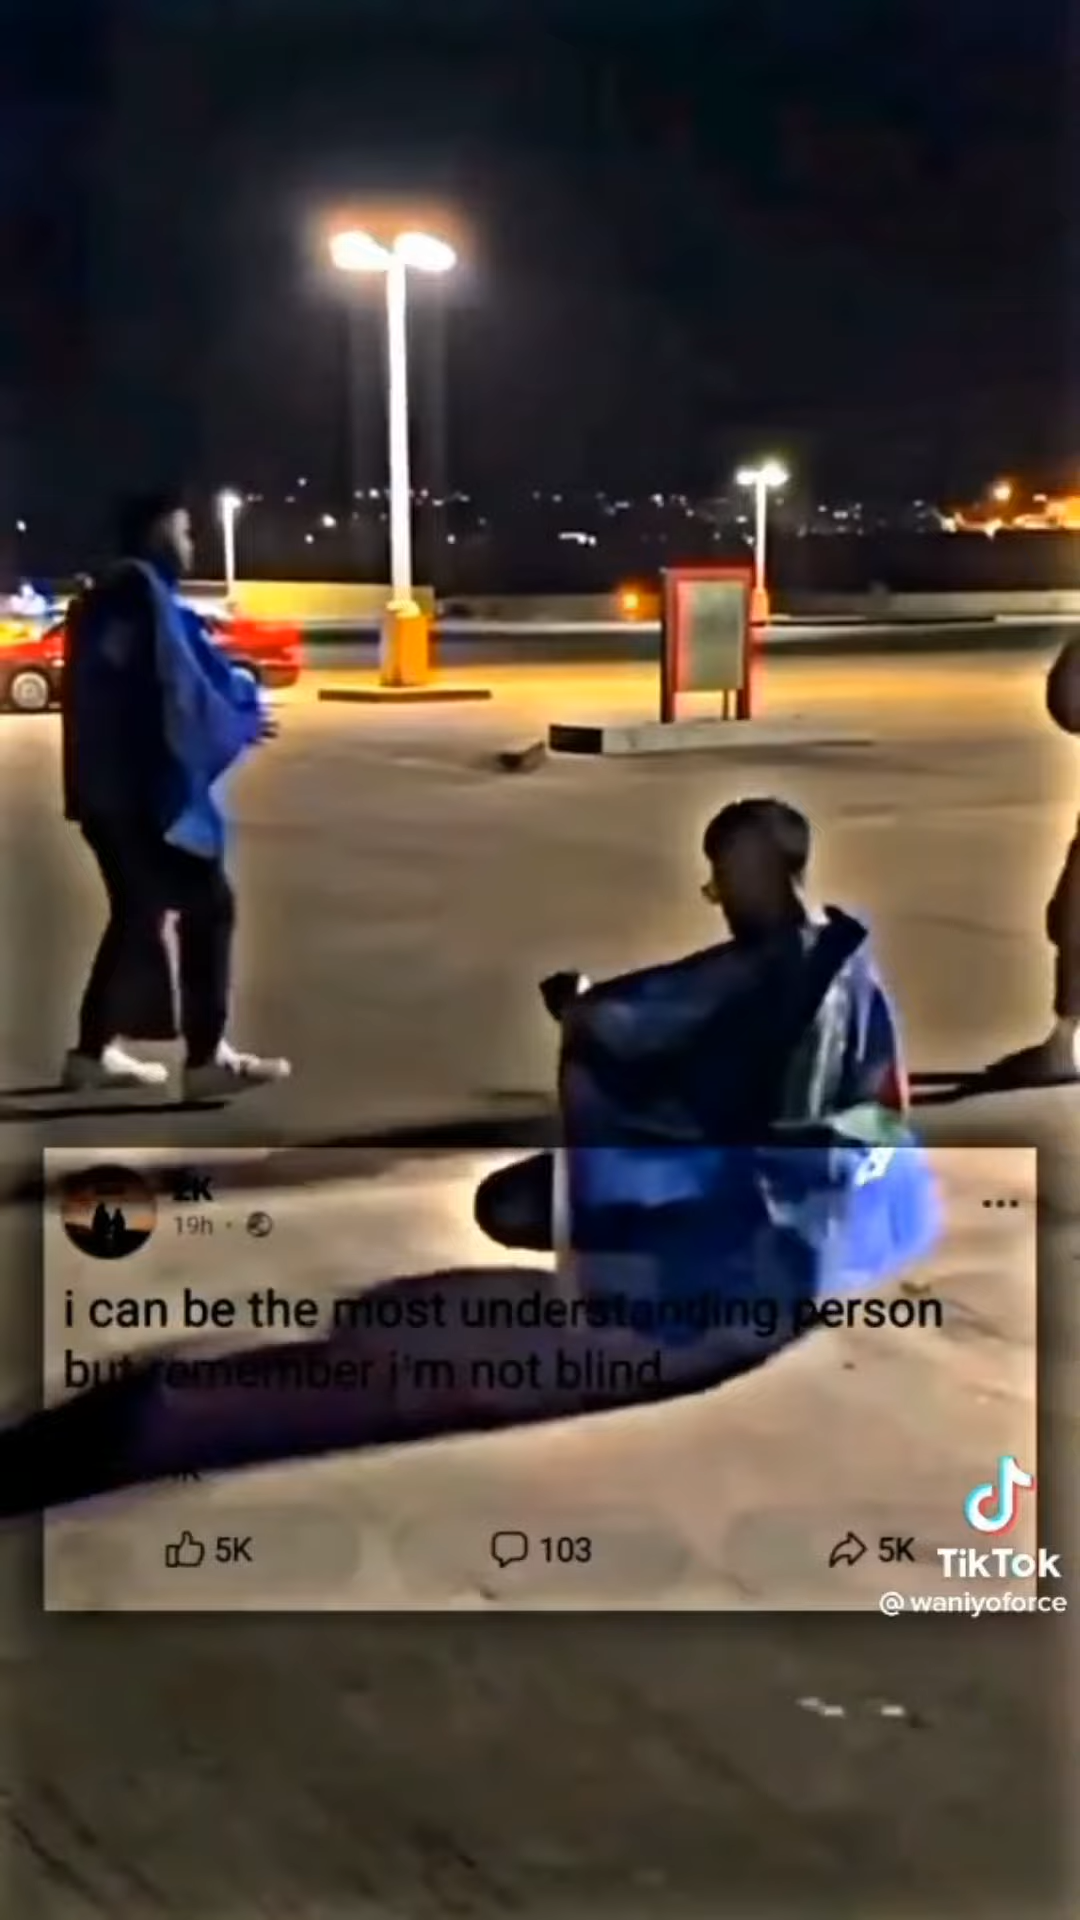 2K
19h ·
i can be the most understanding person
but remember i'm not blind
5K
103
5K
TikTok
@waniyoforce